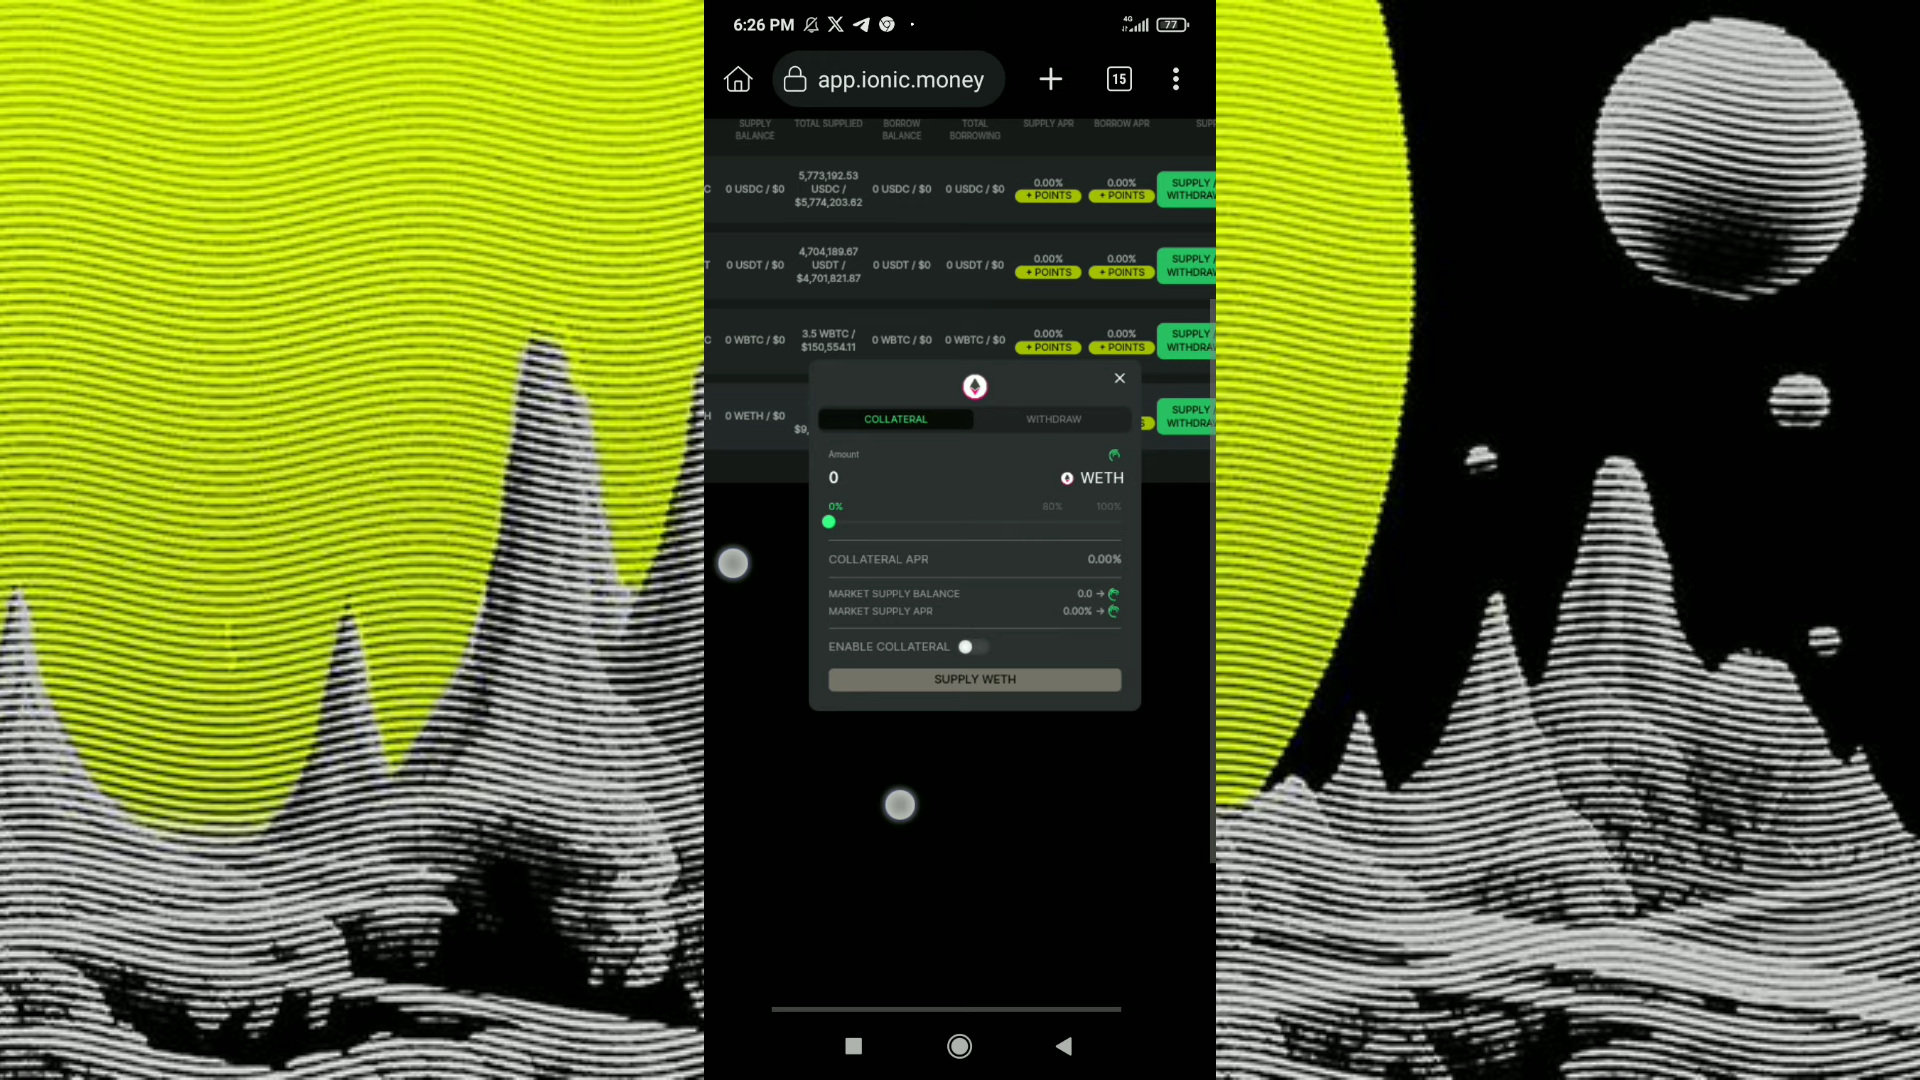 6:26 PM
4G
77
app.ionic.money
15
SUPPLY BALANCE
TOTAL SUPPLIED
BORROW BALANCE
TOTAL BORROWING
SUPPLY APR
BORROW APR
0 USDC / $0
5,773,192.53 USDC / $5,774,203.62
0 USDC / $0
0 USDC / $0
0.00%
+ POINTS
0.00%
+ POINTS
SUPPLY /
0 USDT / $0
4,704,189.67 USDT / $4,701,821.87
0 USDT / $0
0 USDT / $0
0.00%
+ POINTS
0.00%
+ POINTS
SUPPLY /
0 WBTC / $0
3.5 WBTC / $150,554.11
0 WBTC / $0
0 WBTC / $0
0.00%
+ POINTS
0.00%
+ POINTS
SUPPLY /
0 WETH / $0
$9,
SUPPLY /
COLLATERAL
WITHDRAW
Amount
0
WETH
0%
80%
100%
COLLATERAL APR
0.00%
MARKET SUPPLY BALANCE
0.0 →
MARKET SUPPLY APR
0.00% →
ENABLE COLLATERAL
SUPPLY WETH